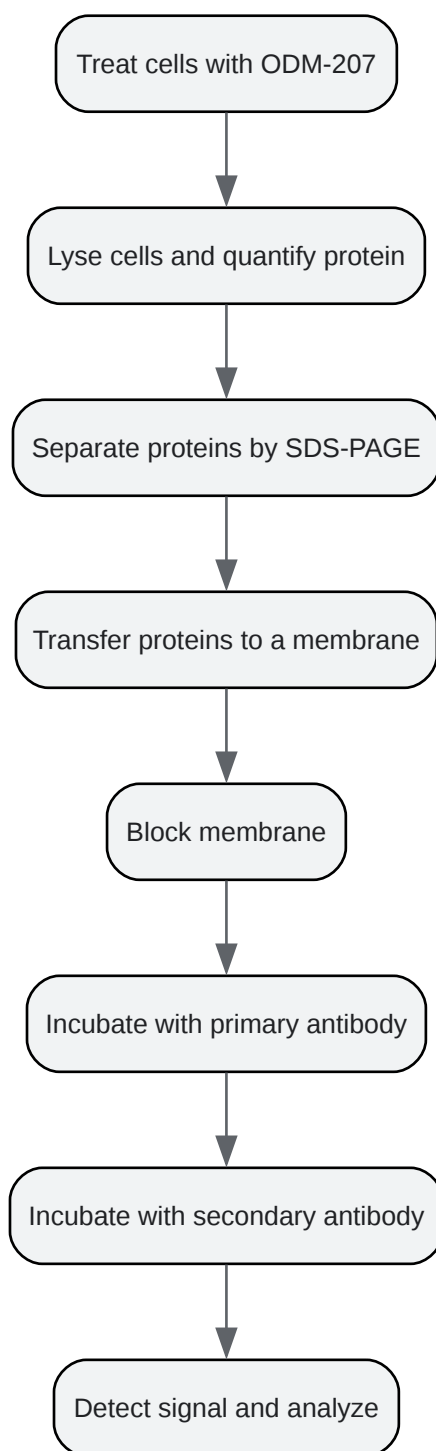 Treat cells with ODM-207
Lyse cells and quantify protein
Separate proteins by SDS-PAGE
Transfer proteins to a membrane
Block membrane
Incubate with primary antibody
Incubate with secondary antibody
Detect signal and analyze